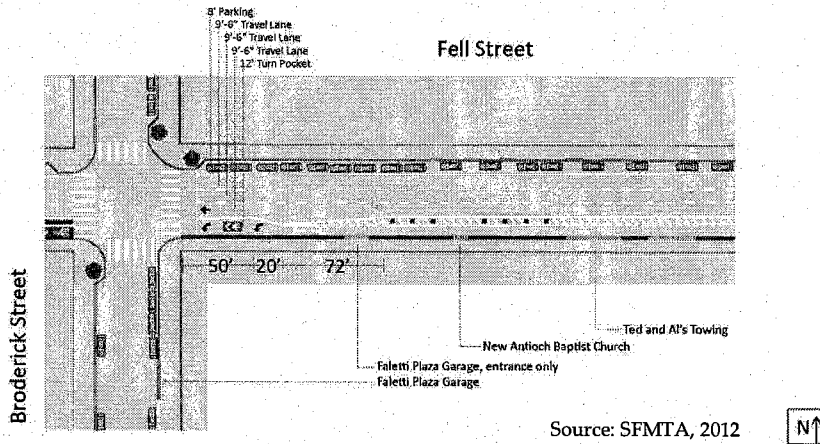 8' Parking
9'-6" Travel Lane
9'-6" Travel Lane
9'-6" Travel Lane
12' Turn Pocket
Fell Street
50' 20' 72'
Broderick Street
Ted and Al's Towing
New Antioch Baptist Church
Faletti Plaza Garage, entrance only
Faletti Plaza Garage
Source: SFMTA, 2012
N